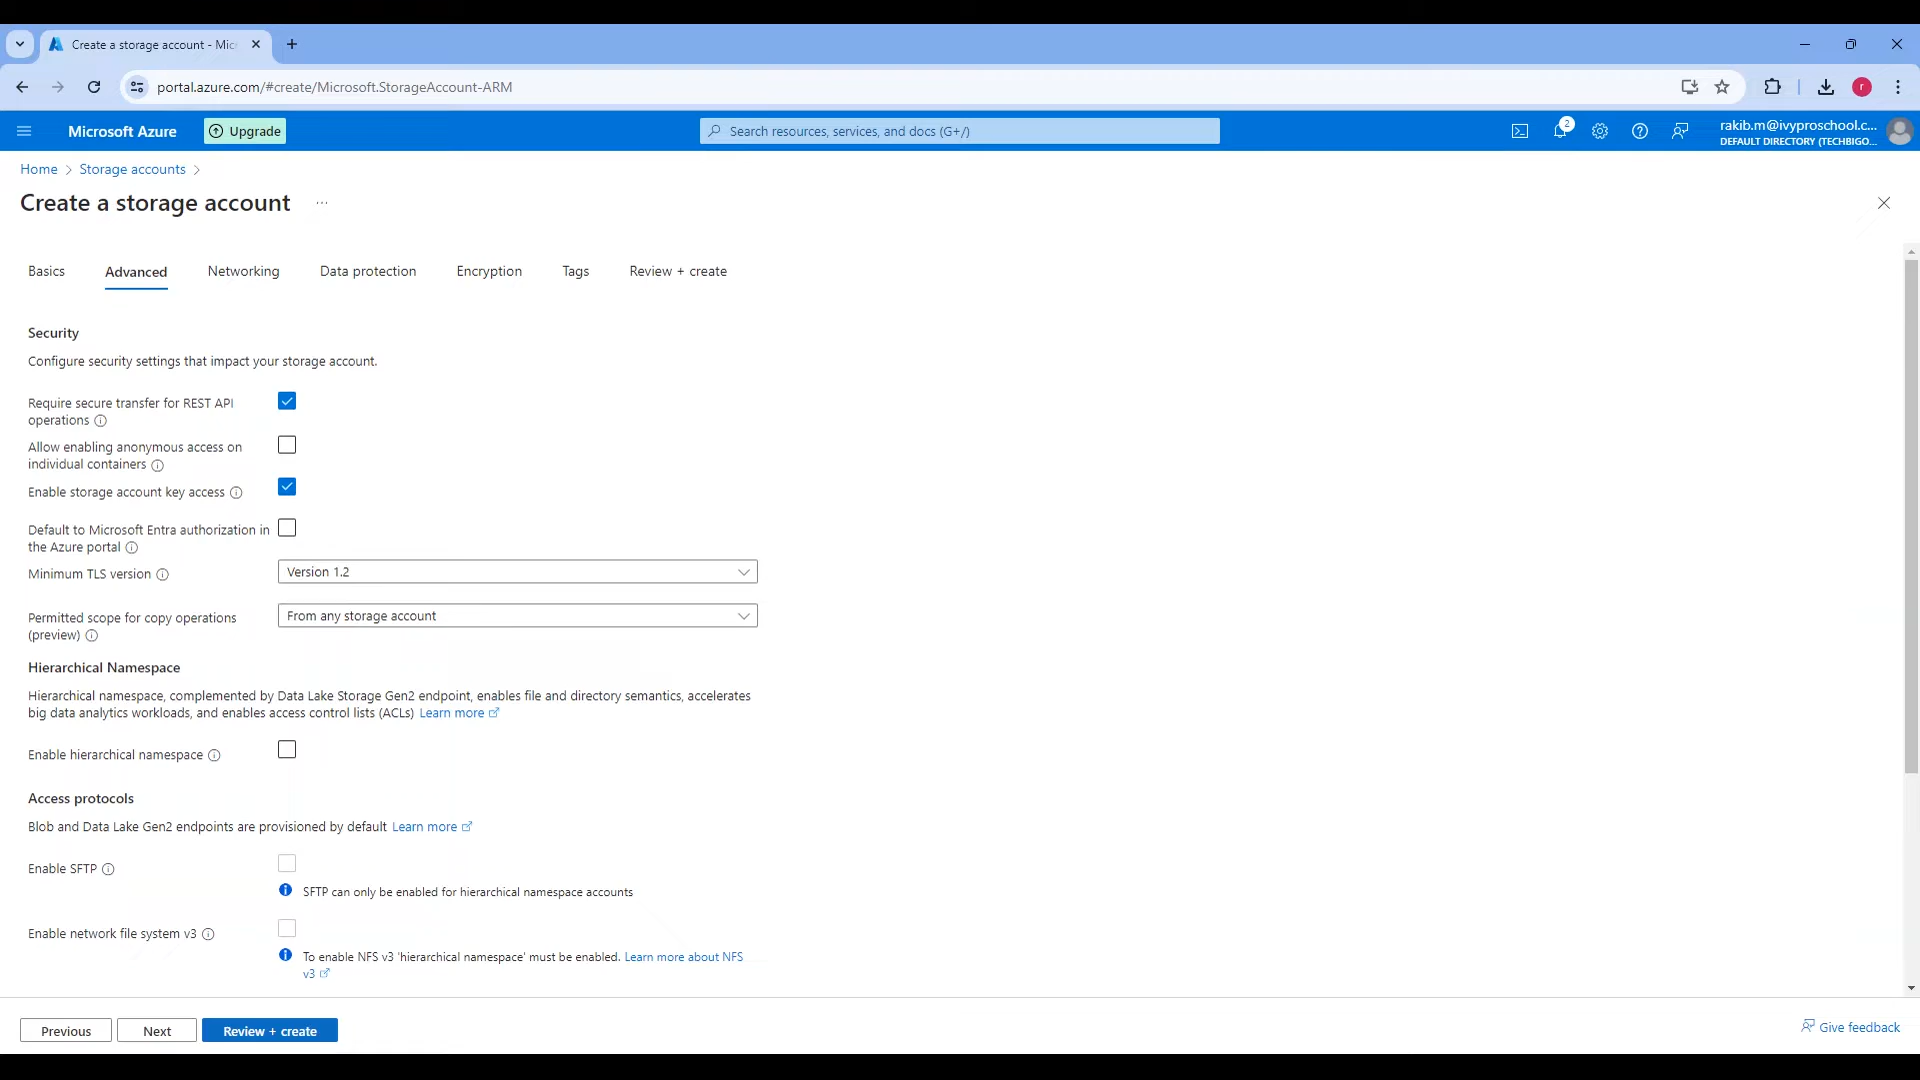 Create a storage account - Mic
portal.azure.com/#create/Microsoft.StorageAccount-ARM
r
Microsoft Azure
Upgrade
Search resources, services, and docs (G+/)
2
rakib.m@ivyproschool.c...
DEFAULT DIRECTORY (TECHBIGO...
Home > Storage accounts >
Create a storage account ...
Basics
Advanced
Networking
Data protection
Encryption
Tags
Review + create
Security
Configure security settings that impact your storage account.
Require secure transfer for REST API
operations
Allow enabling anonymous access on
individual containers
Enable storage account key access
Default to Microsoft Entra authorization in
the Azure portal
Minimum TLS version
Version 1.2
Permitted scope for copy operations
(preview)
From any storage account
Hierarchical Namespace
Hierarchical namespace, complemented by Data Lake Storage Gen2 endpoint, enables file and directory semantics, accelerates
big data analytics workloads, and enables access control lists (ACLs) Learn more
Enable hierarchical namespace
Access protocols
Blob and Data Lake Gen2 endpoints are provisioned by default Learn more
Enable SFTP
SFTP can only be enabled for hierarchical namespace accounts
Enable network file system v3
To enable NFS v3 'hierarchical namespace' must be enabled. Learn more about NFS
v3
Previous
Next
Review + create
Give feedback